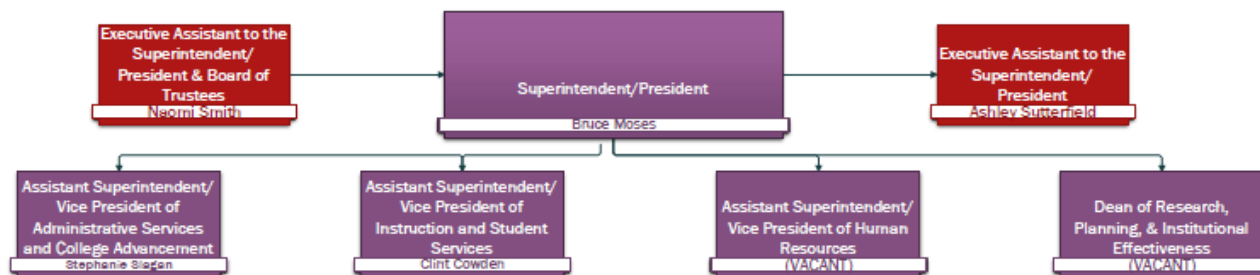 Executive Assistant to the
Superintendent/
President & Board of
Trustees
Naomi Smith
Superintendent/President
Bruce Moses
Executive Assistant to the
Superintendent/
President
Ashley Sutterfield
Assistant Superintendent/
Vice President of
Administrative Services
and College Advancement
Stephanie Slagan
Assistant Superintendent/
Vice President of
Instruction and Student
Services
Clint Cowden
Assistant Superintendent/
Vice President of Human
Resources
(VACANT)
Dean of Research,
Planning, & Institutional
Effectiveness
(VACANT)